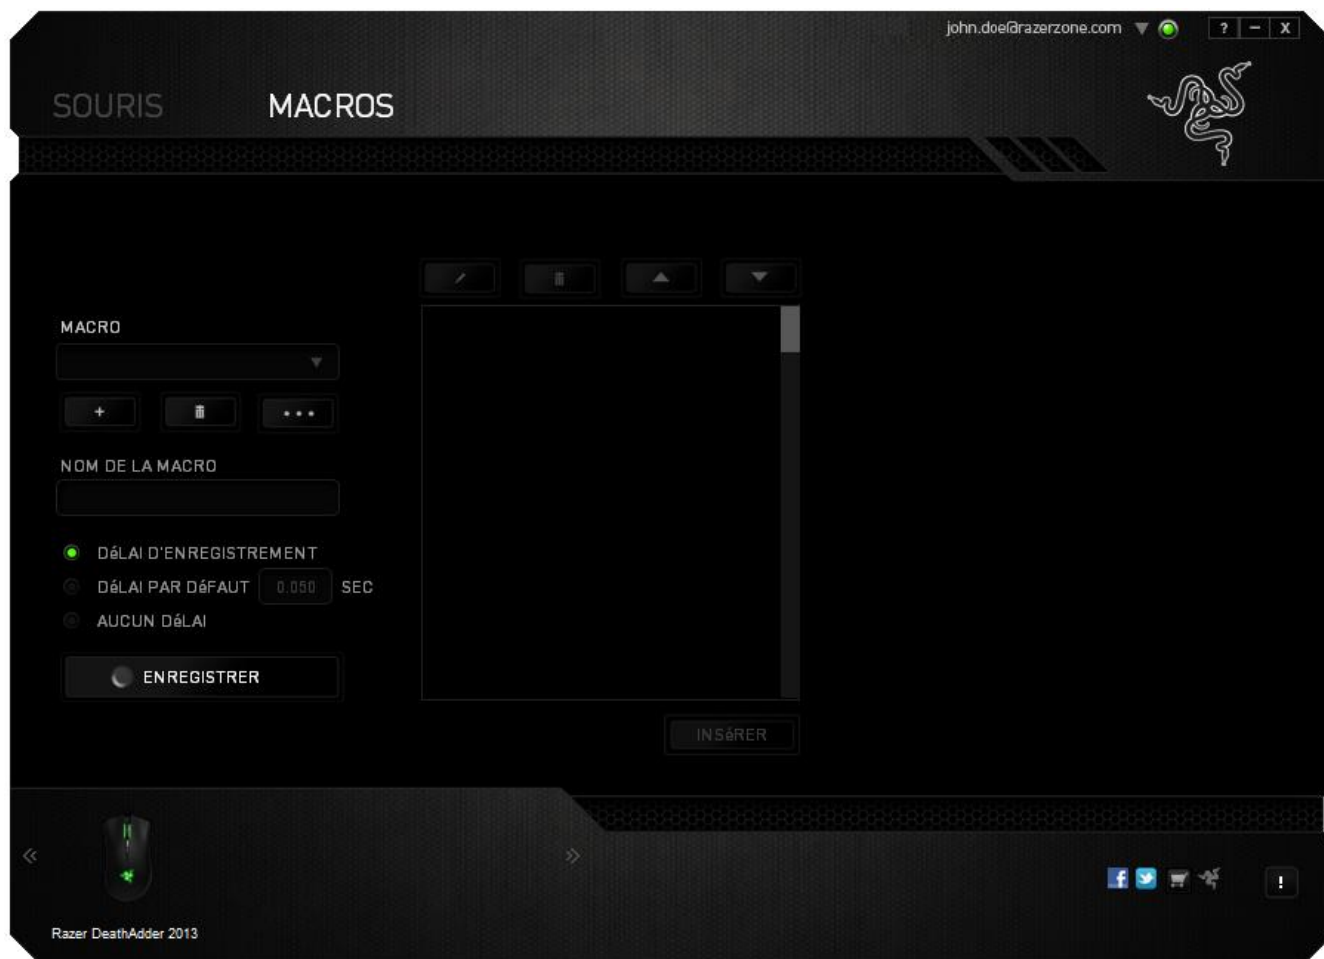 john.doe@razerzone.com
? – X
SOURIS MACROS
MACRO
+
NOM DE LA MACRO
DéLAI D'ENREGISTREMENT
DéLAI PAR DéFAUT 0.050 SEC
AUCUN DéLAI
ENREGISTRER
INSéRER
Razer DeathAdder 2013
!